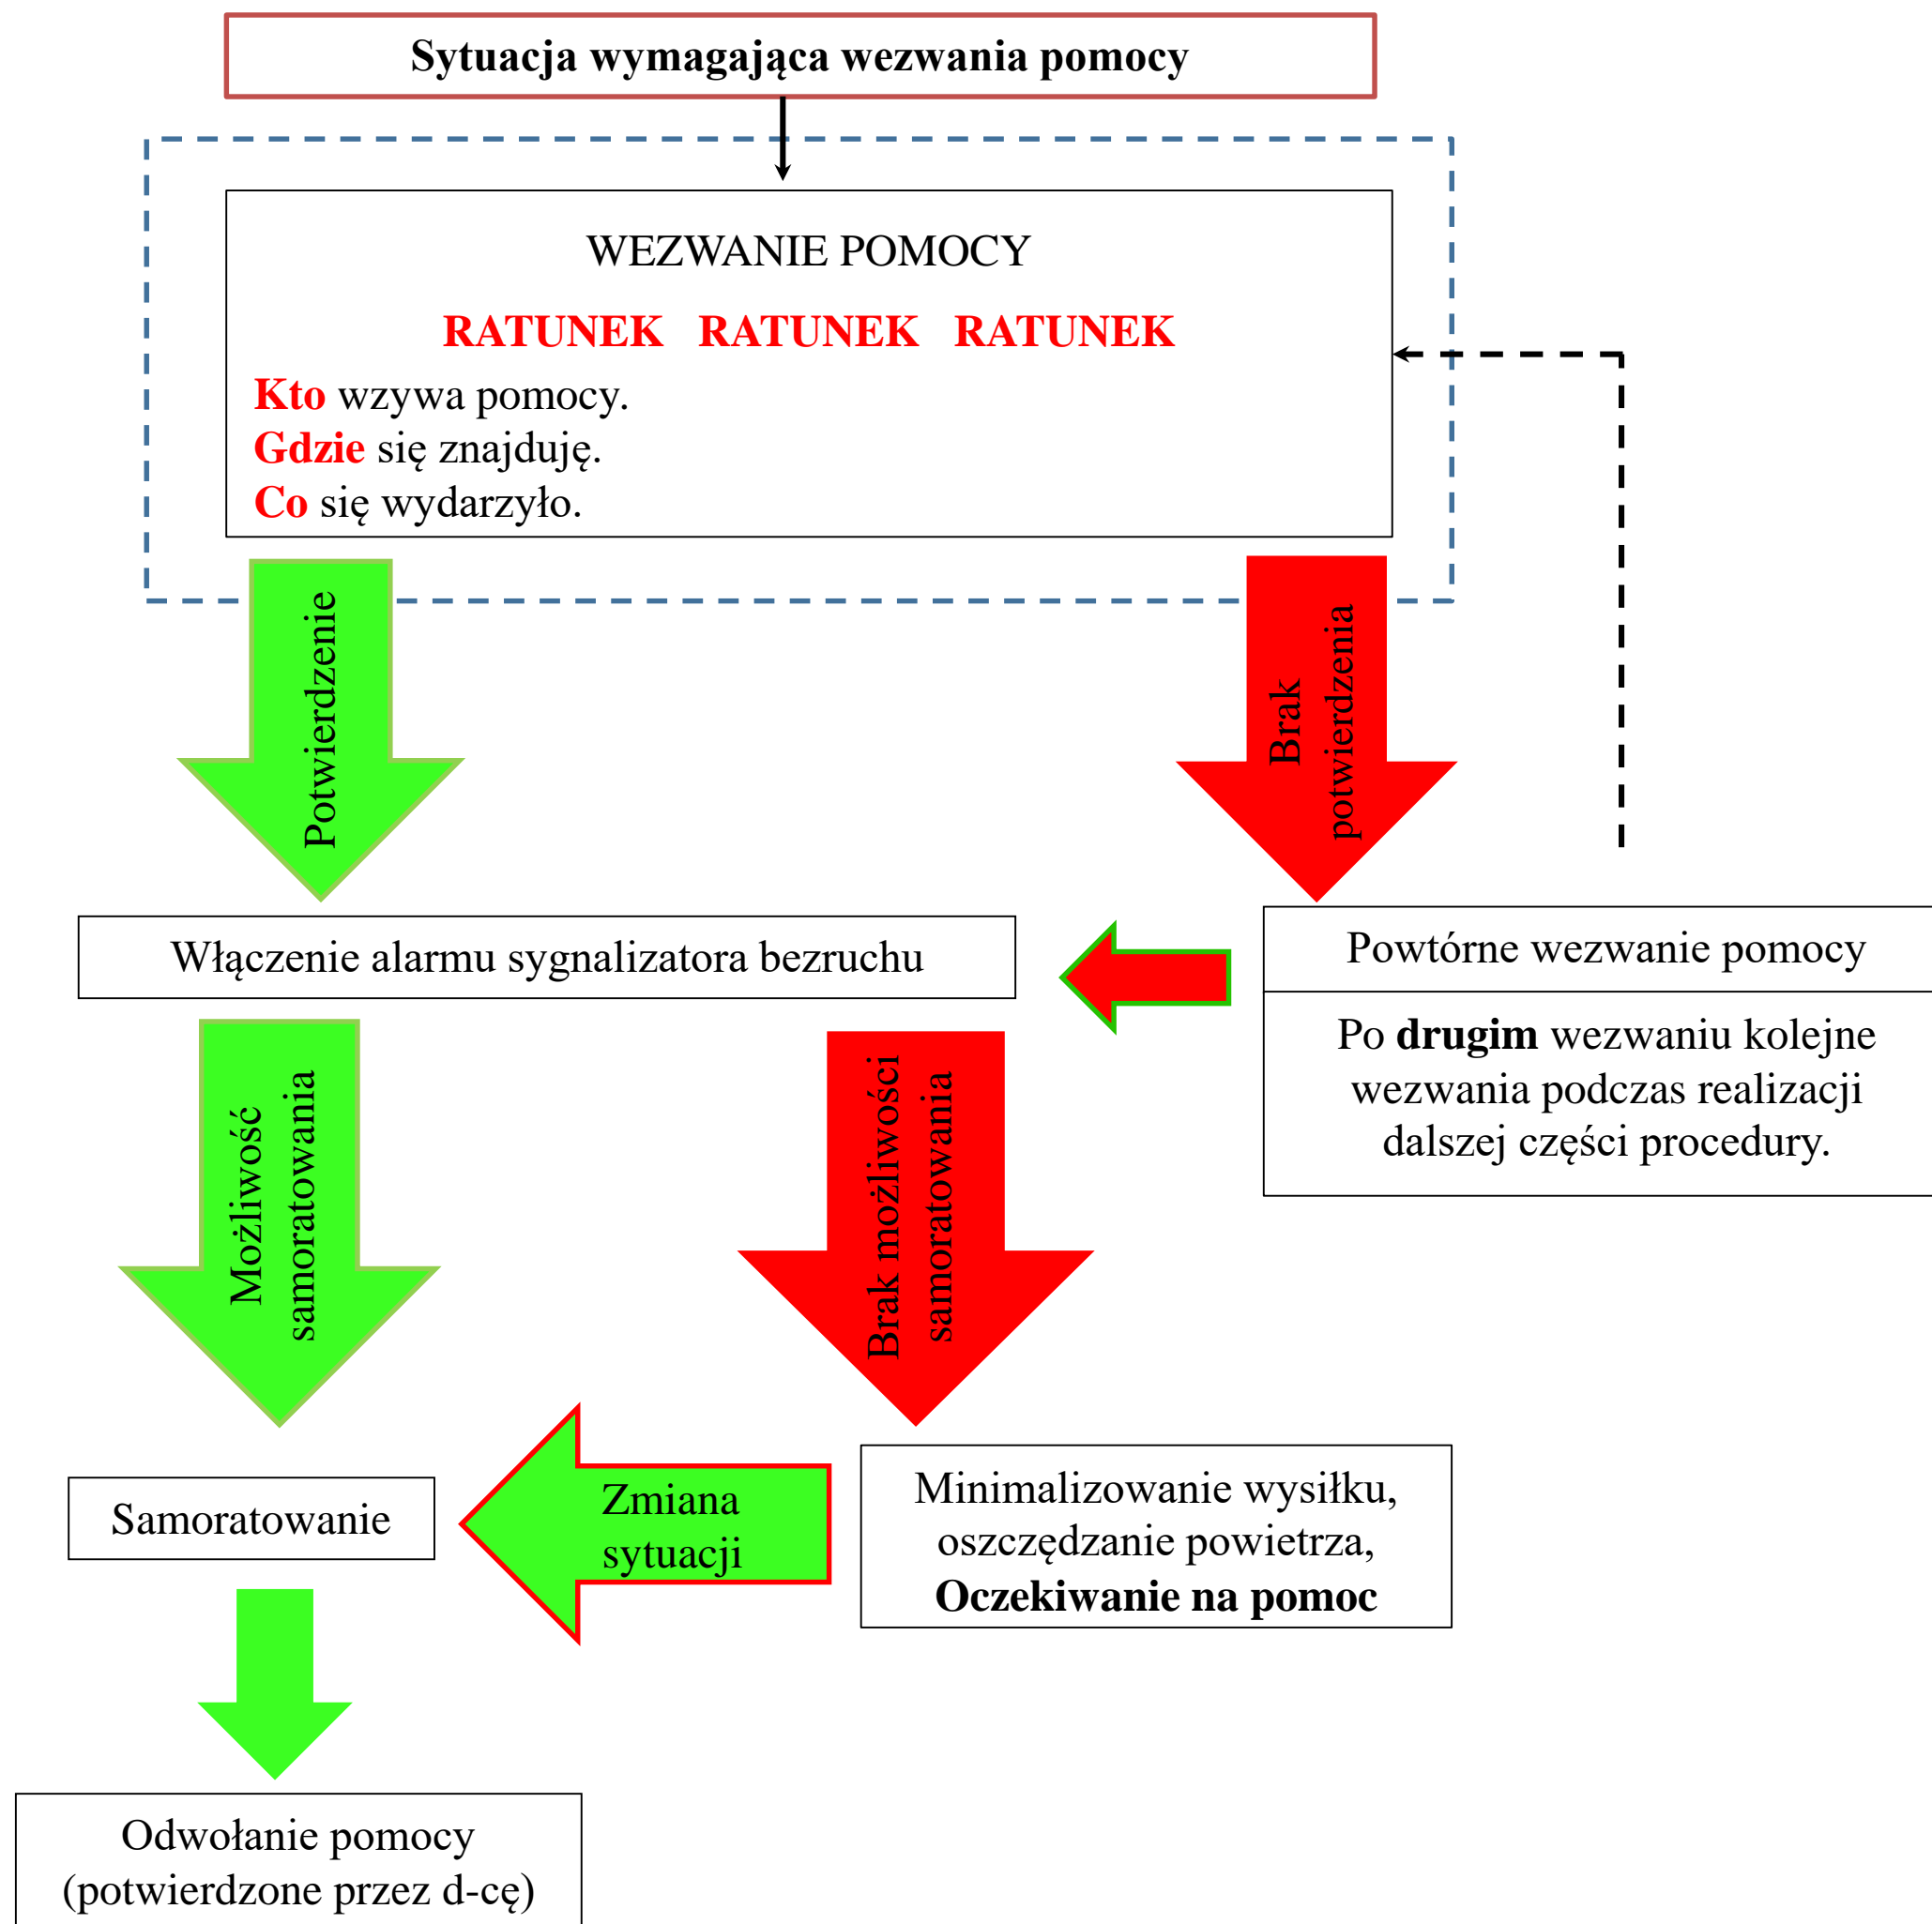 Sytuacja wymagająca wezwania pomocy
WEZWANIE POMOCY
RATUNEK RATUNEK RATUNEK
Kto wzywa pomocy.
Gdzie się znajduję.
Co się wydarzyło.
Potwierdzenie
Brak
potwierdzenia
Włączenie alarmu sygnalizatora bezruchu
Powtórne wezwanie pomocy
Po drugim wezwaniu kolejne
wezwania podczas realizacji
dalszej części procedury.
Możliwość
samoratowania
Brak możliwości
samoratowania
Samoratowanie
Zmiana
sytuacji
Minimalizowanie wysiłku,
oszczędzanie powietrza,
Oczekiwanie na pomoc
Odwołanie pomocy
(potwierdzone przez d-cę)